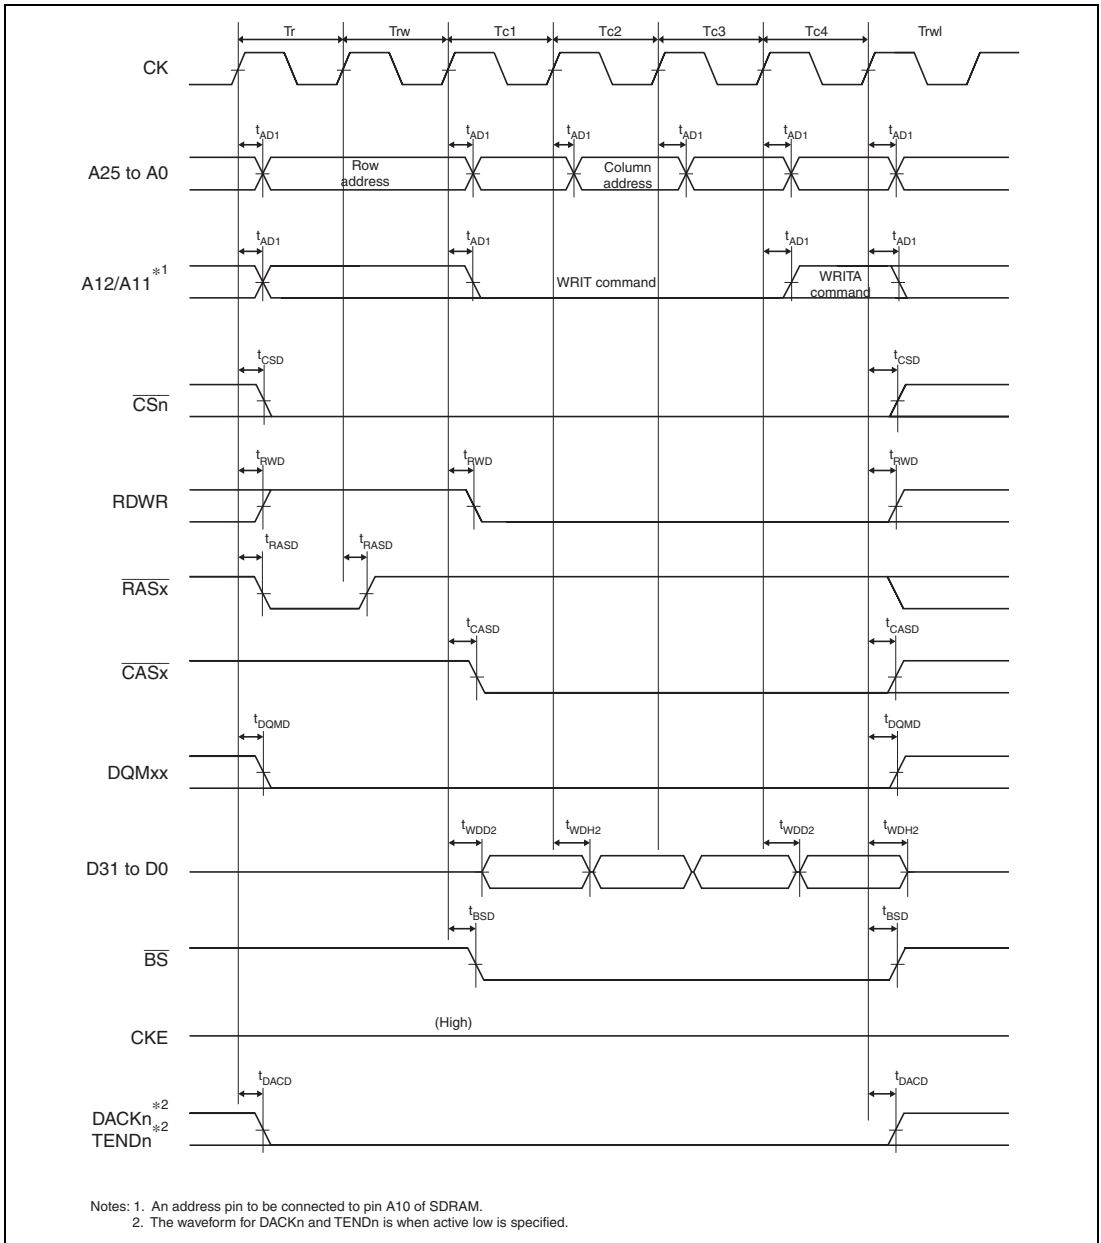 Tr Trw Tc1 Tc2 Tc3 Tc4 Trwl
CK
tAD1 tAD1 tAD1 tAD1 tAD1 tAD1
A25 to A0
Row
address
Column
address
tAD1 tAD1 tAD1 tAD1
A12/A11*1
WRIT command
WRITA
command
tCSD tCSD
CSn
tRWD tRWD tRWD
RDWR
tRASD tRASD
RASx
tCASD tCASD
CASx
tDQMD tDQMD
DQMxx
tWDD2 tWDH2 tWDD2 tWDH2
D31 to D0
tBSD tBSD
BS
(High)
CKE
tDACD tDACD
DACKn*2
TENDn*2
Notes: 1. An address pin to be connected to pin A10 of SDRAM.
2. The waveform for DACKn and TENDn is when active low is specified.